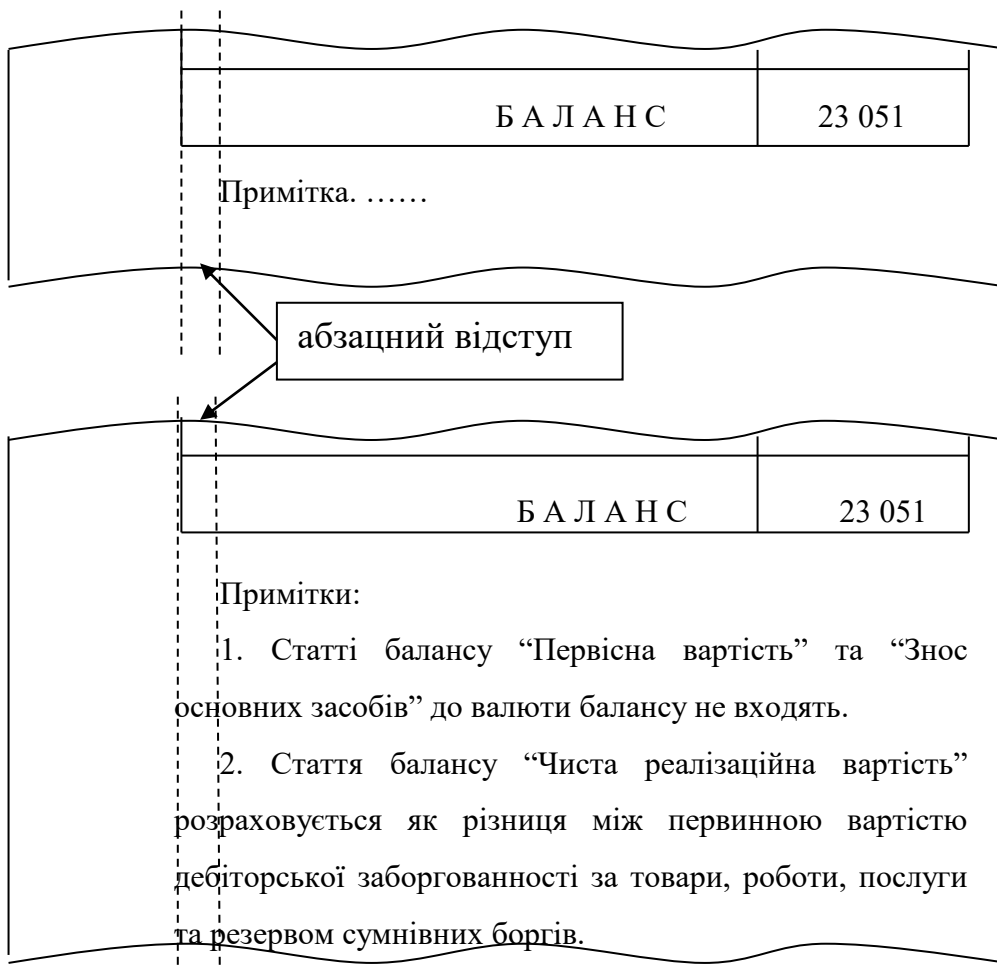 Б А Л А Н С 23 051
Примітка. ……
абзацний відступ
Б А Л А Н С 23 051
Примітки:
1. Статті балансу “Первісна вартість” та “Знос
основних засобів” до валюти балансу не входять.
2. Стаття балансу “Чиста реалізаційна вартість”
розраховується як різниця між первинною вартістю
дебіторської заборгованності за товари, роботи, послуги
та резервом сумнівних боргів.